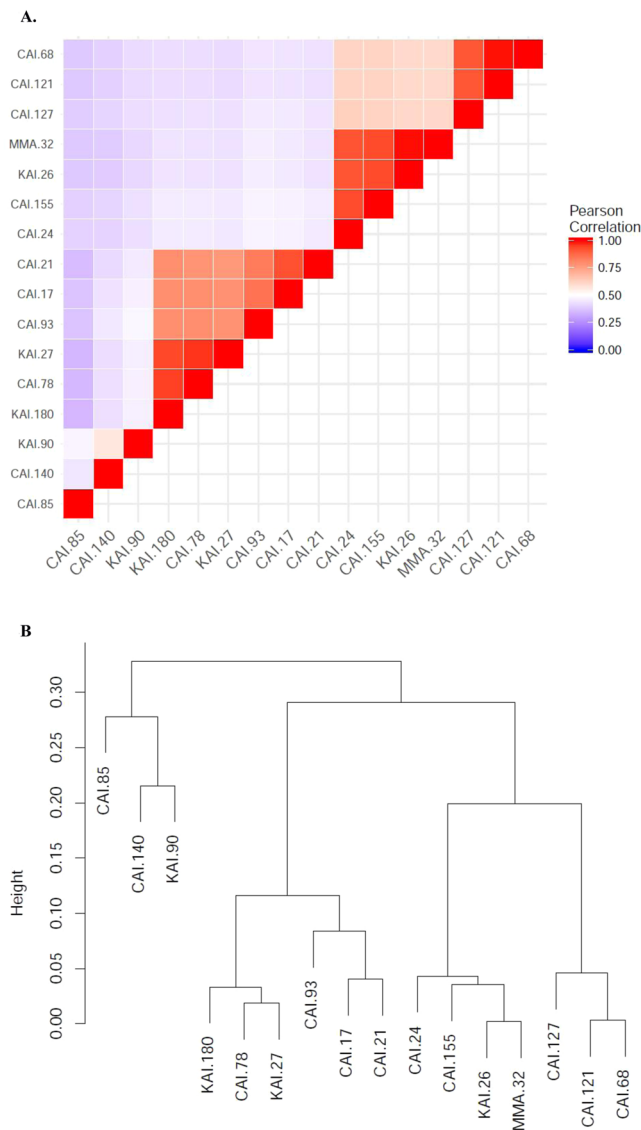 A.
CAI.68
CAI.121
CAI.127
MMA.32
KAI.26
CAI.155
CAI.24
CAI.21
CAI.17
CAI.93
KAI.27
CAI.78
KAI.180
KAI.90
CAI.140
CAI.85
CAI.85 CAI.140 KAI.90 KAI.180 CAI.78 KAI.27 CAI.93 CAI.17 CAI.21 CAI.24 CAI.155 KAI.26 MMA.32 CAI.127 CAI.121 CAI.68
Pearson
Correlation
1.00
0.75
0.50
0.25
0.00
B
Height
0.30
0.25
0.20
0.15
0.10
0.05
0.00
CAI.85
CAI.140
KAI.90
KAI.180
CAI.78
KAI.27
CAI.93
CAI.17
CAI.21
CAI.24
CAI.155
KAI.26
MMA.32
CAI.127
CAI.121
CAI.68